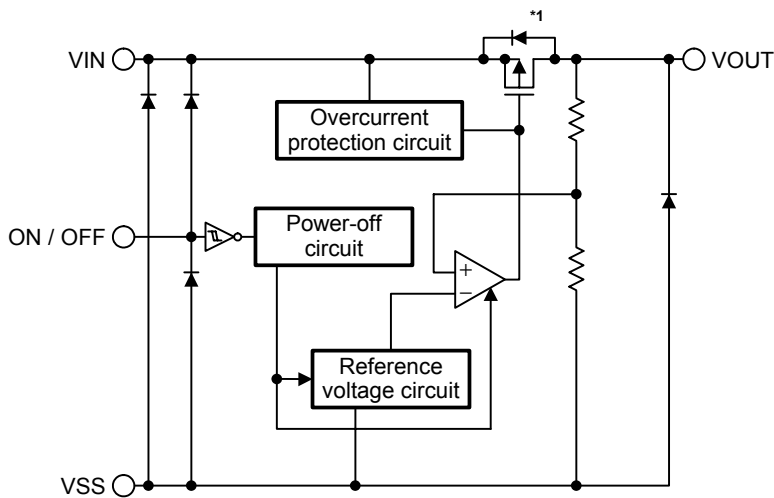 *1
VIN
VOUT
Overcurrent
protection circuit
ON / OFF
Power-off
circuit
+
−
Reference
voltage circuit
VSS